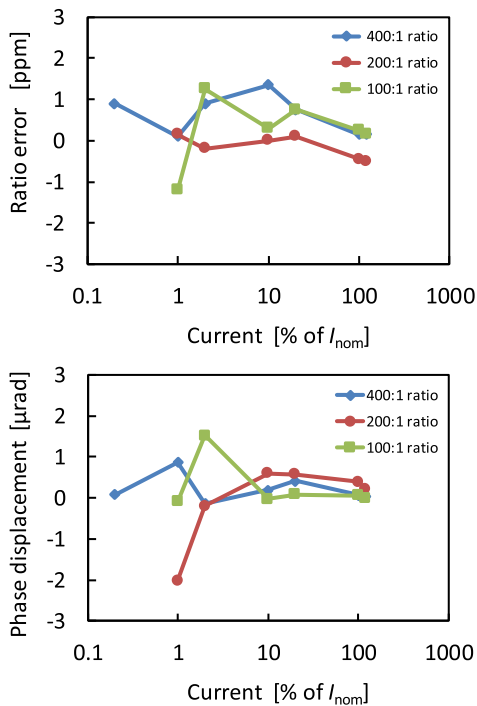 Ratio error [ppm]
3
2
1
0
-1
-2
-3
400:1 ratio
200:1 ratio
100:1 ratio
0.1 1 10 100 1000
Current [% of Inom]
Phase displacement [µrad]
3
2
1
0
-1
-2
-3
400:1 ratio
200:1 ratio
100:1 ratio
0.1 1 10 100 1000
Current [% of Inom]